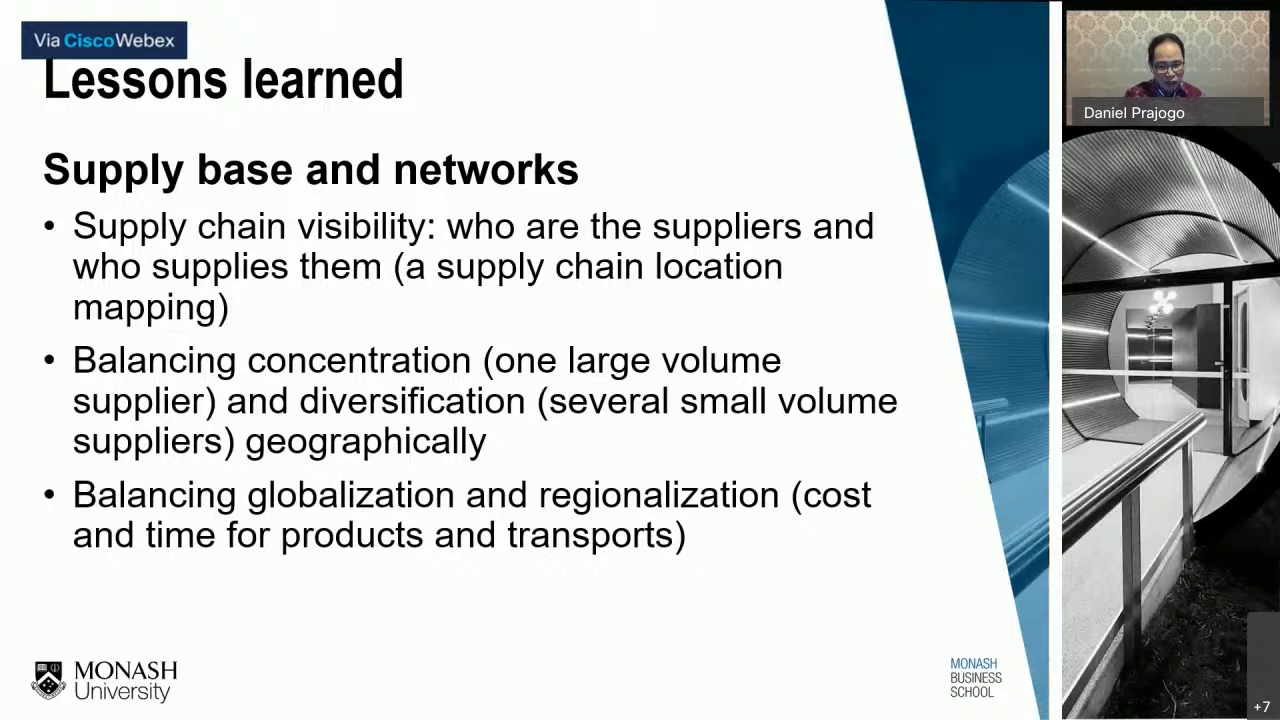 Via CiscoWebex
Lessons learned
Supply base and networks
• Supply chain visibility: who are the suppliers and
who supplies them (a supply chain location
mapping)
• Balancing concentration (one large volume
supplier) and diversification (several small volume
suppliers) geographically
• Balancing globalization and regionalization (cost
and time for products and transports)
MONASH
University
MONASH
BUSINESS
SCHOOL
Daniel Prajogo
+7